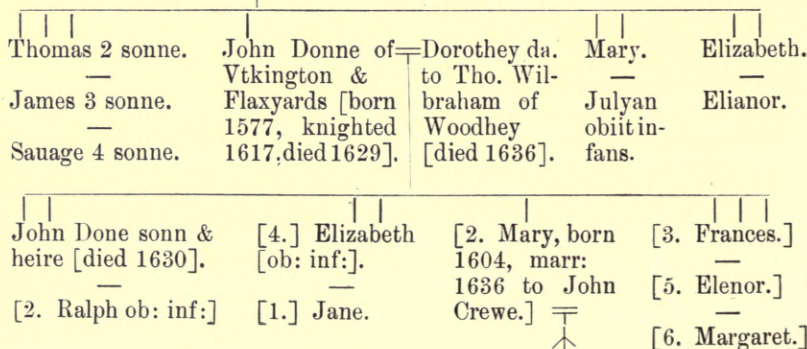 Thomas 2 sonne.
—
James 3 sonne.
—
Sauage 4 sonne.
John Donne of
Vtkington &
Flaxyards [born
1577, knighted
1617, died 1629].
Dorothey da.
to Tho. Wil-
braham of
Woodhey
[died 1636].
Mary.
—
Julyan
obiit in-
fans.
Elizabeth.
—
Elianor.
John Done sonn &
heire [died 1630].
—
[2. Ralph ob: inf:]
[4.] Elizabeth
[ob: inf:].
—
[1.] Jane.
[2. Mary, born
1604, marr:
1636 to John
Crewe.]
[3. Frances.]
—
[5. Elenor.]
—
[6. Margaret.]